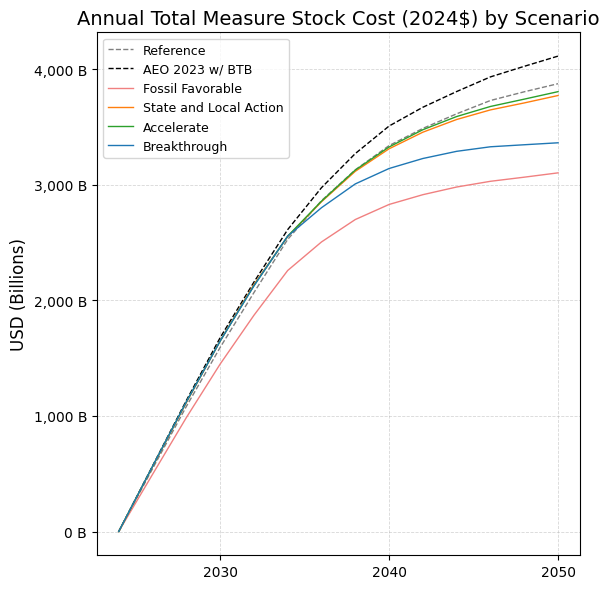 Annual Total Measure Stock Cost (2024$) by Scenario
Reference
AEO 2023 w/ BTB
Fossil Favorable
State and Local Action
Accelerate
Breakthrough
USD (Billions)
4,000 B
3,000 B
2,000 B
1,000 B
0 B
2030
2040
2050